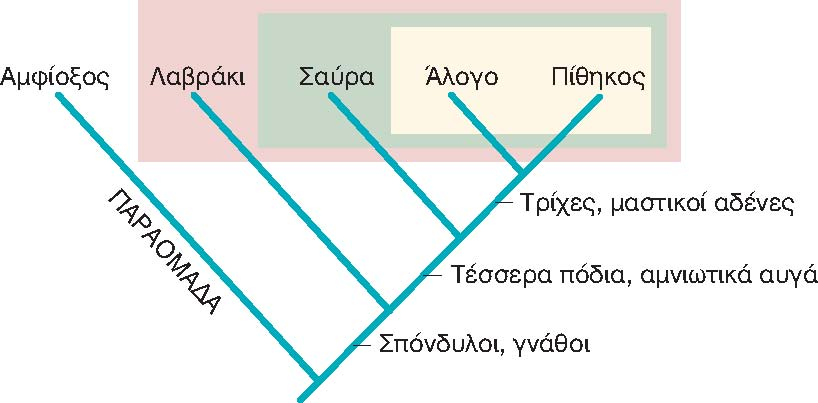 Αμφίοξος Λαβράκι Σαύρα Άλογο Πίθηκος
ΠΑΡΑΟΜΑΔΑ
Τρίχες, μαστικοί αδένες
Τέσσερα πόδια, αμνιωτικά αυγά
Σπόνδυλοι, γνάθοι